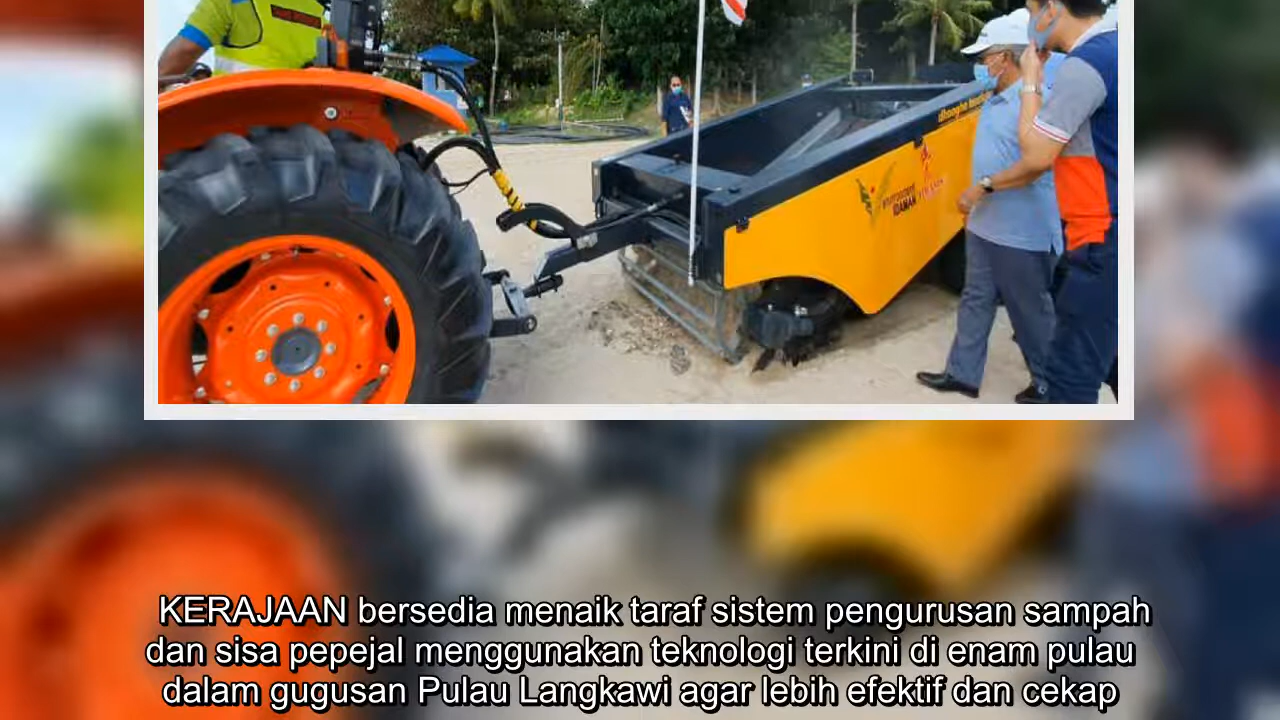 IDAMAN
KERAJAAN bersedia menaik taraf sistem pengurusan sampah
dan sisa pepejal menggunakan teknologi terkini di enam pulau
dalam gugusan Pulau Langkawi agar lebih efektif dan cekap